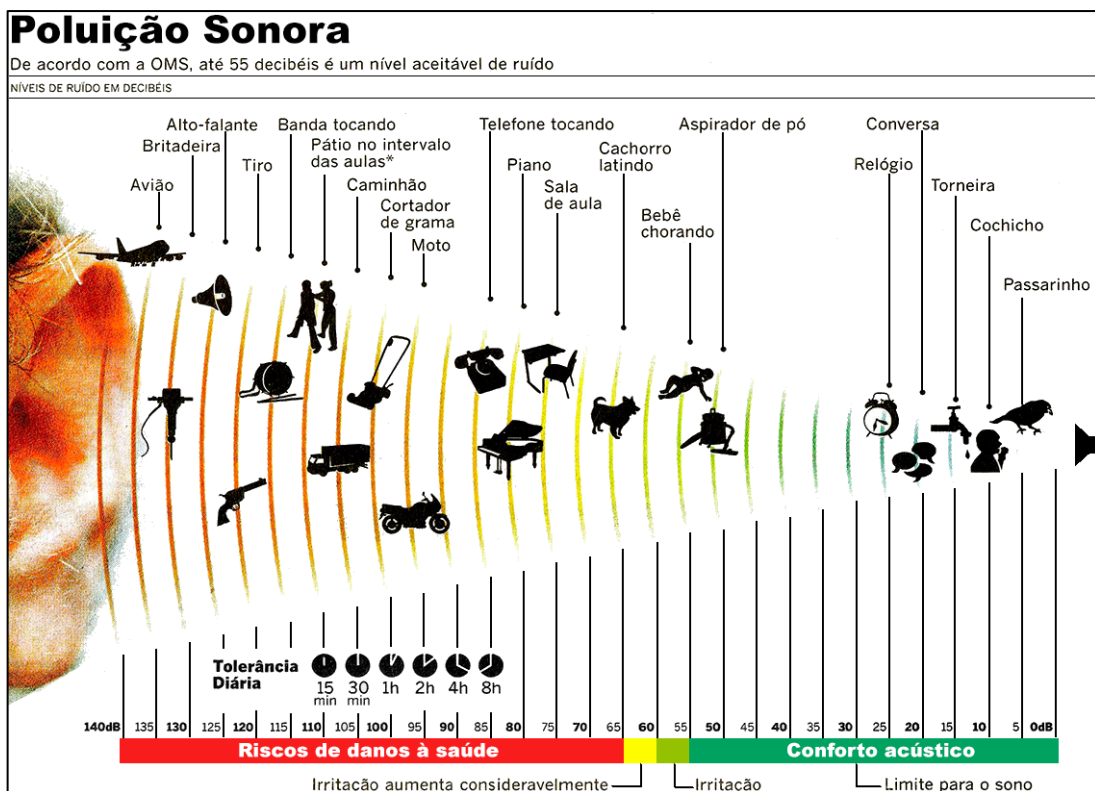 Poluição Sonora
De acordo com a OMS, até 55 decibéis é um nível aceitável de ruído
NÍVEIS DE RUÍDO EM DECIBÉIS
Avião
Britadeira
Alto-falante
Tiro
Banda tocando
Pátio no intervalo
das aulas*
Caminhão
Cortador
de grama
Moto
Telefone tocando
Piano
Sala
de aula
Cachorro
latindo
Bebê
chorando
Aspirador de pó
Relógio
Conversa
Torneira
Cochicho
Passarinho
Tolerância
Diária
15
min
30
min
1h
2h
4h
8h
140dB 135 130 125 120 115 110 105 100 95 90 85 80 75 70 65 60 55 50 45 40 35 30 25 20 15 10 5 0dB
Riscos de danos à saúde
Conforto acústico
Irritação aumenta consideravelmente
Irritação
Limite para o sono